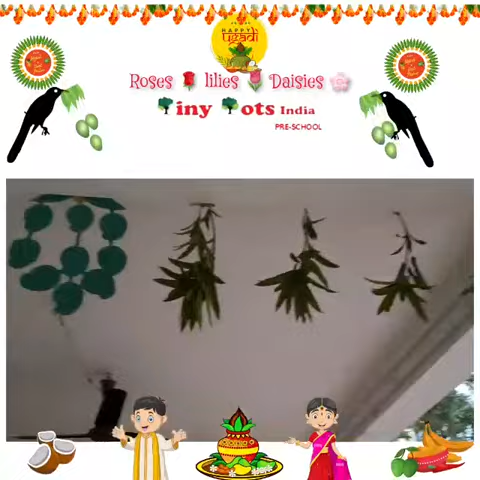 HAPPY
ugadi
Roses lilies Daisies
Tiny Tots India
PRE-SCHOOL